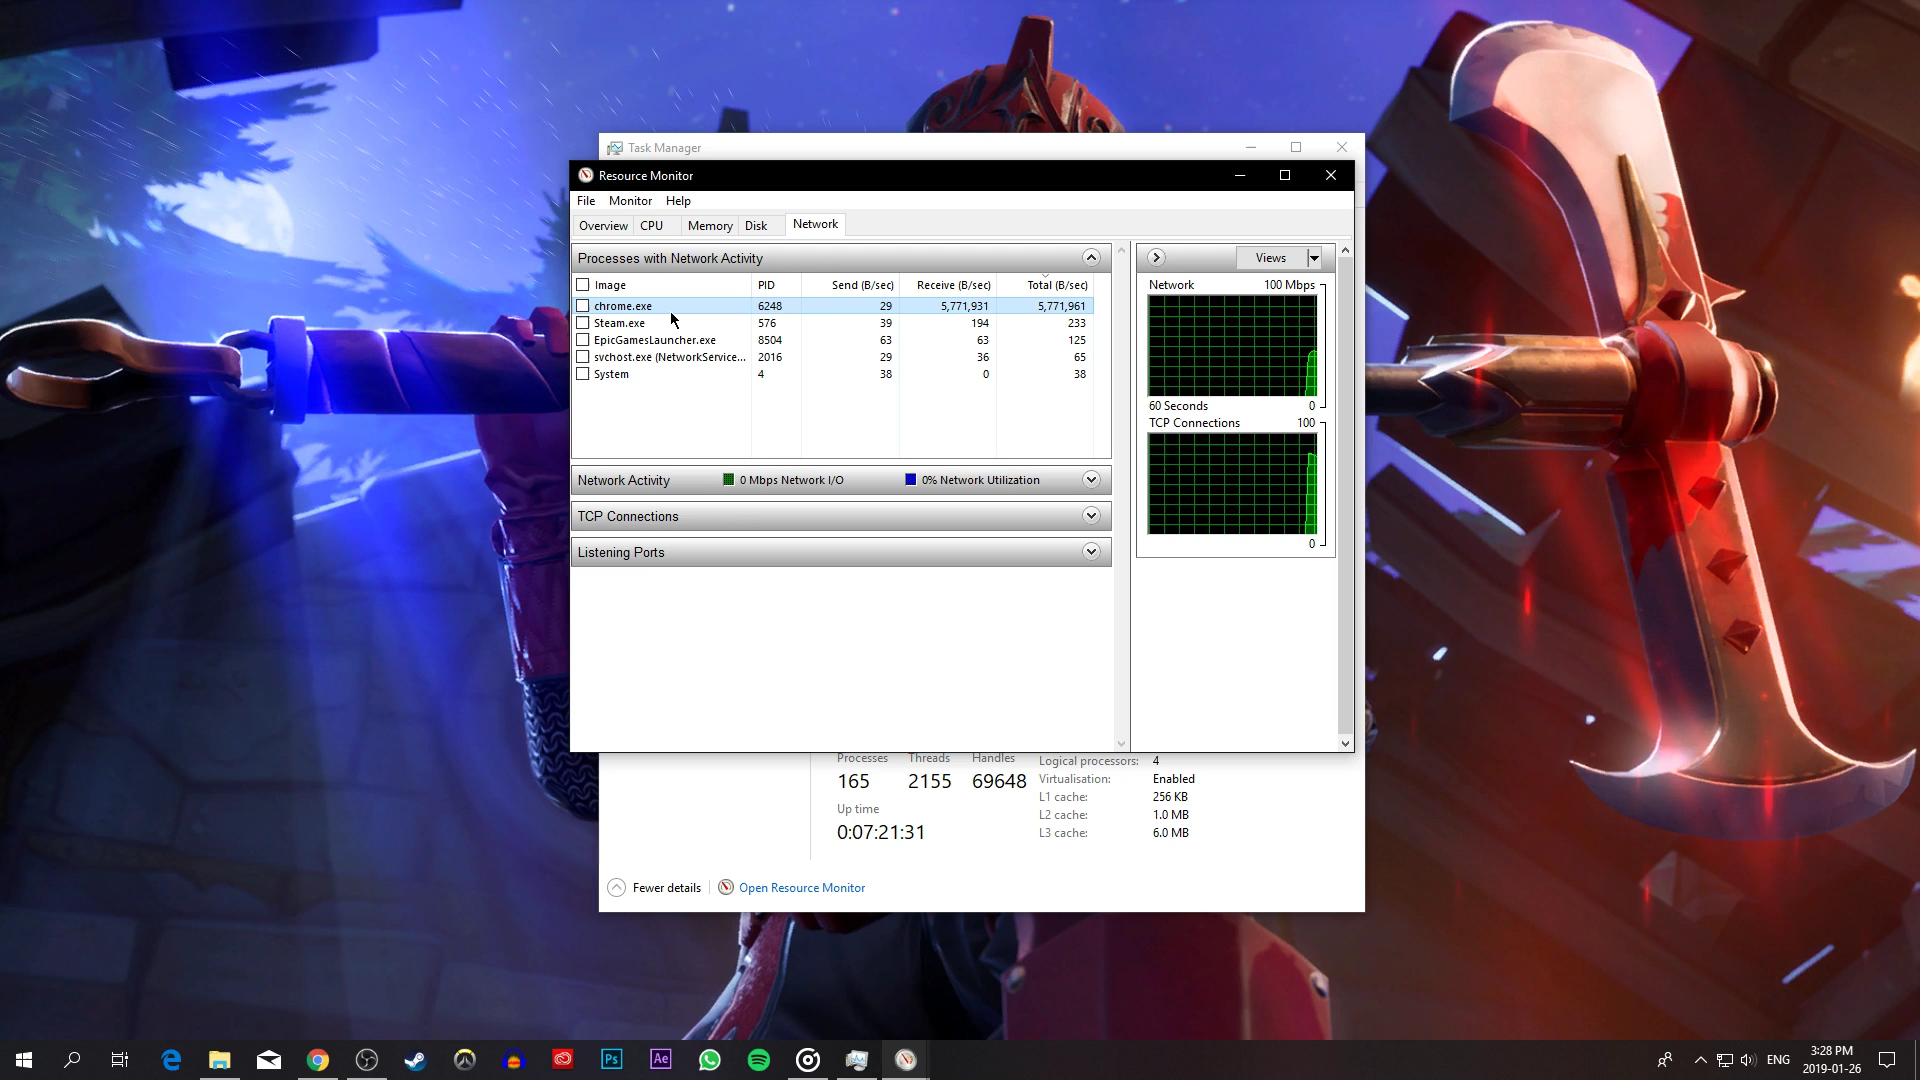 Task Manager
Resource Monitor
File Monitor Help
Overview CPU Memory Disk Network
Processes with Network Activity
Image PID Send (B/sec) Receive (B/sec) Total (B/sec)
chrome.exe 6248 29 5,771,931 5,771,961
Steam.exe 576 39 194 233
EpicGamesLauncher.exe 8504 63 63 125
svchost.exe (NetworkService... 2016 29 36 65
System 4 38 0 38
Network Activity 0 Mbps Network I/O 0% Network Utilization
TCP Connections
Listening Ports
Views
Network 100 Mbps
60 Seconds 0
TCP Connections 100
0
Processes Threads Handles
165 2155 69648
Up time
0:07:21:31
Logical processors: 4
Virtualisation: Enabled
L1 cache: 256 KB
L2 cache: 1.0 MB
L3 cache: 6.0 MB
Fewer details Open Resource Monitor
Ps Ae
ENG
3:28 PM
2019-01-26